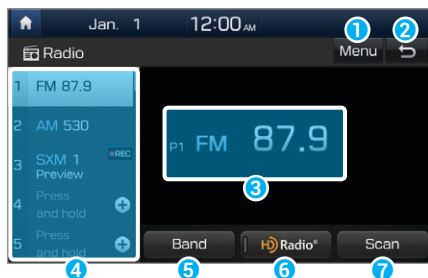 Jan. 1 12:00 AM
1 2
Radio Menu
1 FM 87.9
2 AM 530
3 SXM 1 REC
Preview
P1 FM 87.9
3
4 Press
and hold
5 Press
and hold
Band HD Radio® Scan
4 5 6 7